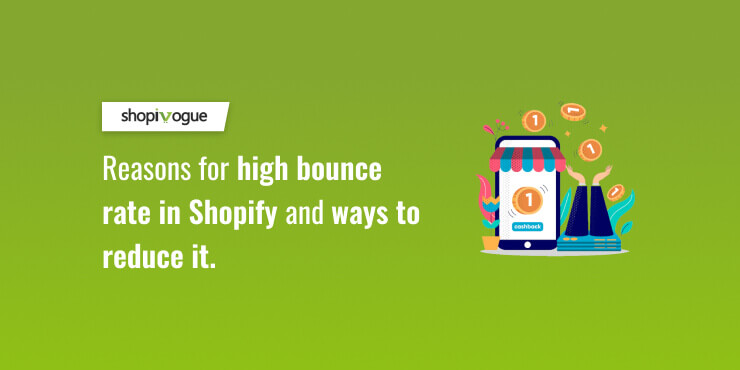 shopivogue
Reasons for high bounce
rate in Shopify and ways to
reduce it.
1
1
1
1
1
cashback